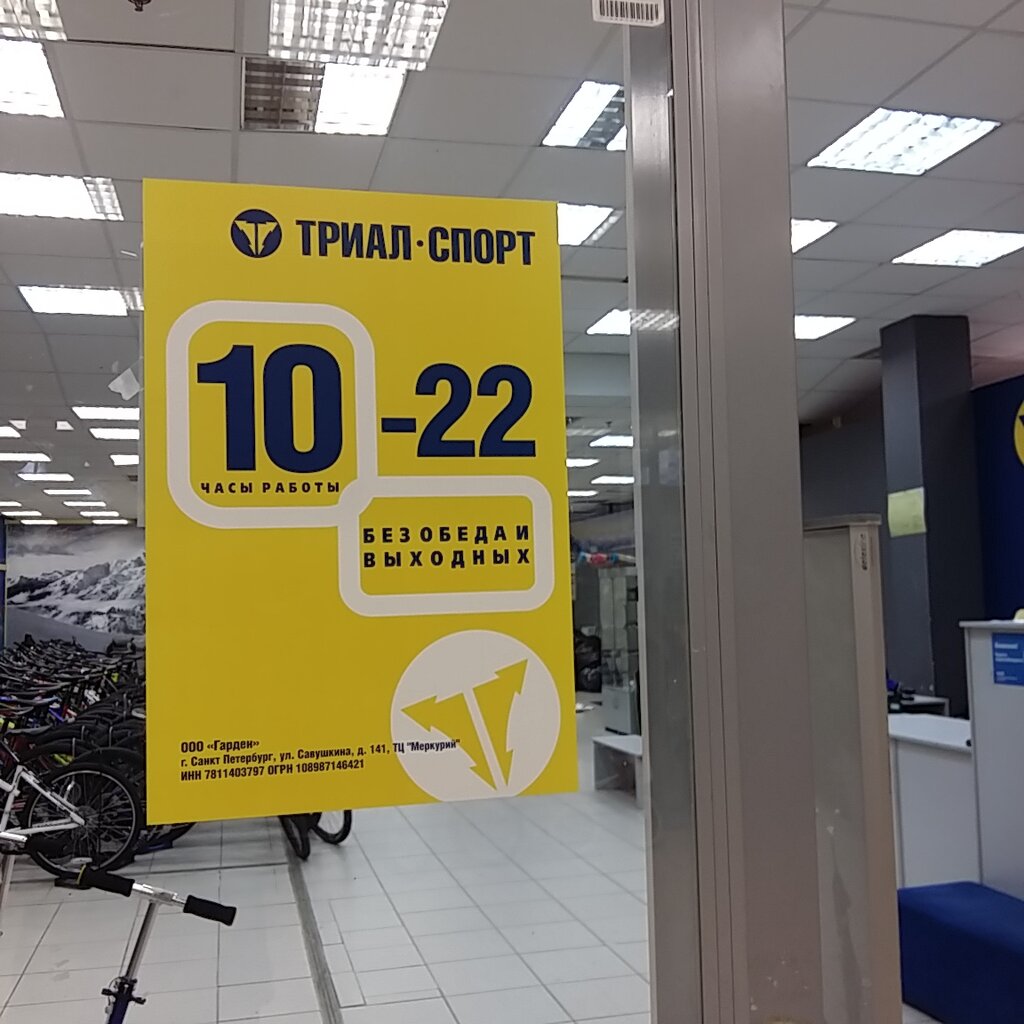 ТРИАЛ·СПОРТ
10-22
ЧАСЫ РАБОТЫ
БЕЗ ОБЕДА И
ВЫХОДНЫХ
ООО «Гарден»
г. Санкт Петербург, ул. Савушкина, д. 141, ТЦ "Меркурий"
ИНН 7811403797 ОГРН 108987146421